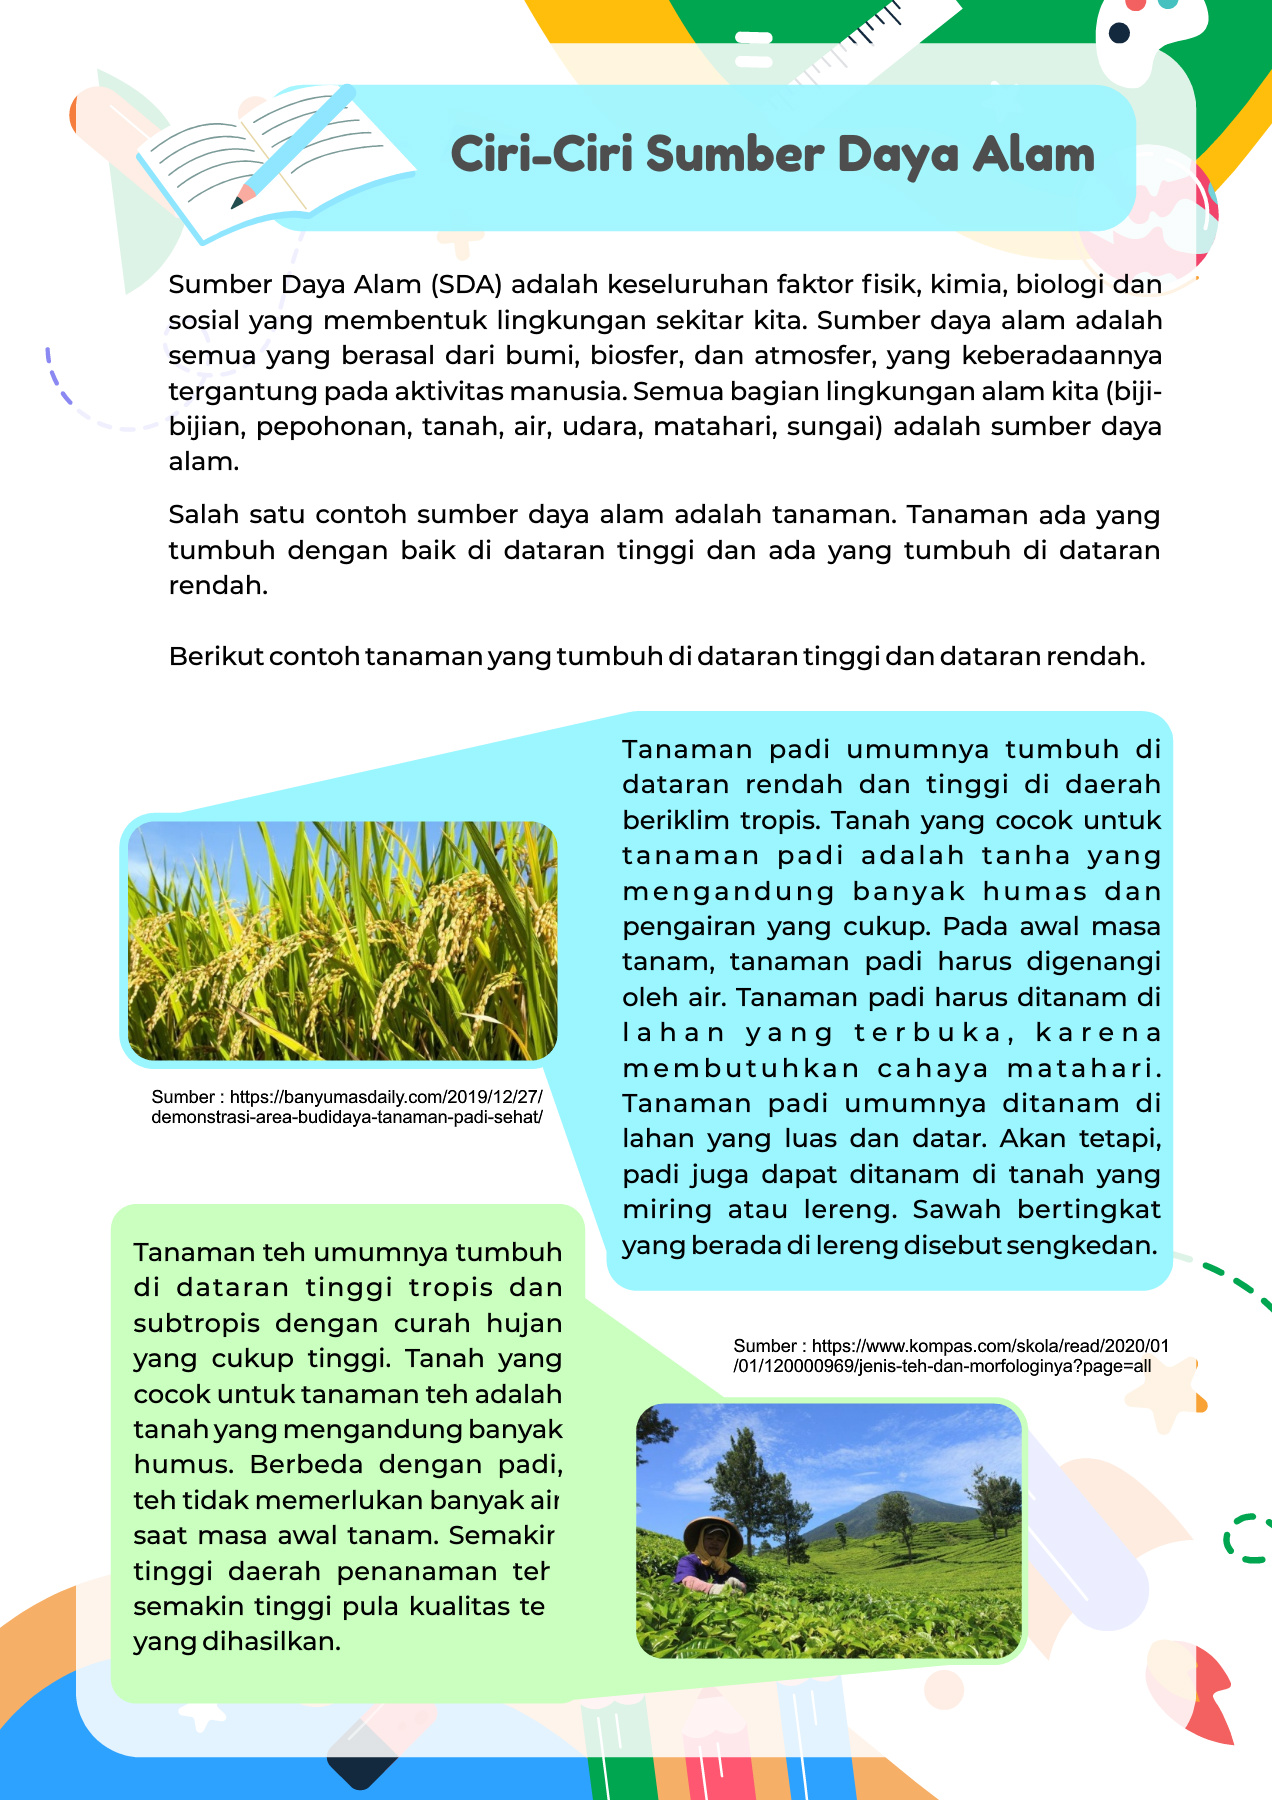 Ciri-Ciri Sumber Daya Alam
Sumber Daya Alam (SDA) adalah keseluruhan faktor fisik, kimia, biologi dan
sosial yang membentuk lingkungan sekitar kita. Sumber daya alam adalah
semua yang berasal dari bumi, biosfer, dan atmosfer, yang keberadaannya
tergantung pada aktivitas manusia. Semua bagian lingkungan alam kita (biji-
bijian, pepohonan, tanah, air, udara, matahari, sungai) adalah sumber daya
alam.
Salah satu contoh sumber daya alam adalah tanaman. Tanaman ada yang
tumbuh dengan baik di dataran tinggi dan ada yang tumbuh di dataran
rendah.
Berikut contoh tanaman yang tumbuh di dataran tinggi dan dataran rendah.
Tanaman padi umumnya tumbuh di
dataran rendah dan tinggi di daerah
beriklim tropis. Tanah yang cocok untuk
tanaman padi adalah tanha yang
mengandung banyak humas dan
pengairan yang cukup. Pada awal masa
tanam, tanaman padi harus digenangi
oleh air. Tanaman padi harus ditanam di
lahan yang terbuka, karena
membutuhkan cahaya matahari.
Tanaman padi umumnya ditanam di
lahan yang luas dan datar. Akan tetapi,
padi juga dapat ditanam di tanah yang
miring atau lereng. Sawah bertingkat
yang berada di lereng disebut sengkedan.
Sumber : https://banyumasdaily.com/2019/12/27/
demonstrasi-area-budidaya-tanaman-padi-sehat/
Tanaman teh umumnya tumbuh
di dataran tinggi tropis dan
subtropis dengan curah hujan
yang cukup tinggi. Tanah yang
cocok untuk tanaman teh adalah
tanah yang mengandung banyak
humus. Berbeda dengan padi,
teh tidak memerlukan banyak air
saat masa awal tanam. Semakin
tinggi daerah penanaman teh
semakin tinggi pula kualitas te
yang dihasilkan.
Sumber : https://www.kompas.com/skola/read/2020/01
/01/120000969/jenis-teh-dan-morfologinya?page=all